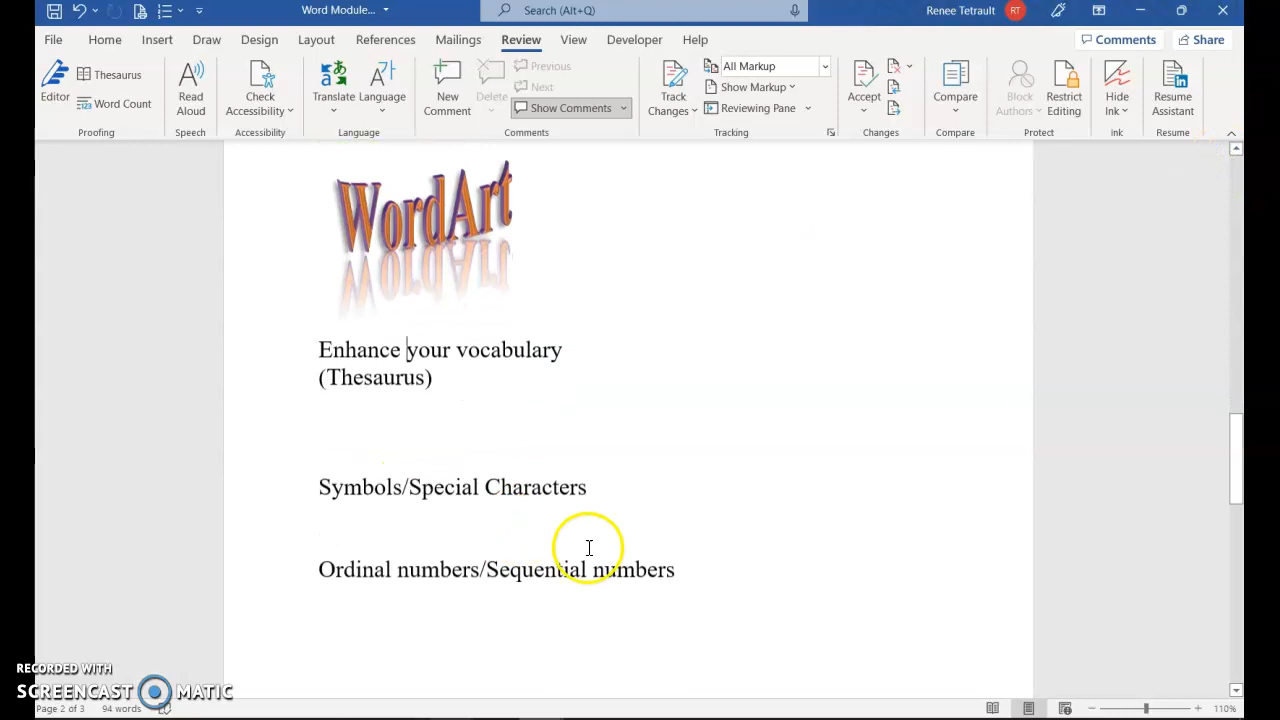 Word Module...
Search (Alt+Q)
Renee Tetrault
RT
File Home Insert Draw Design Layout References Mailings Review View Developer Help
Comments Share
Editor
Thesaurus
Word Count
Proofing
Read Aloud
Speech
Check Accessibility
Accessibility
Translate Language
Language
New Comment
Delete
Previous
Next
Show Comments
Comments
Track Changes
All Markup
Show Markup
Reviewing Pane
Tracking
Accept
Changes
Compare
Compare
Block Authors
Restrict Editing
Protect
Hide Ink
Ink
Resume Assistant
Resume
WordArt
Enhance your vocabulary
(Thesaurus)
Symbols/Special Characters
Ordinal numbers/Sequential numbers
RECORDED WITH
SCREENCAST MATIC
Page 2 of 3 94 words
110%